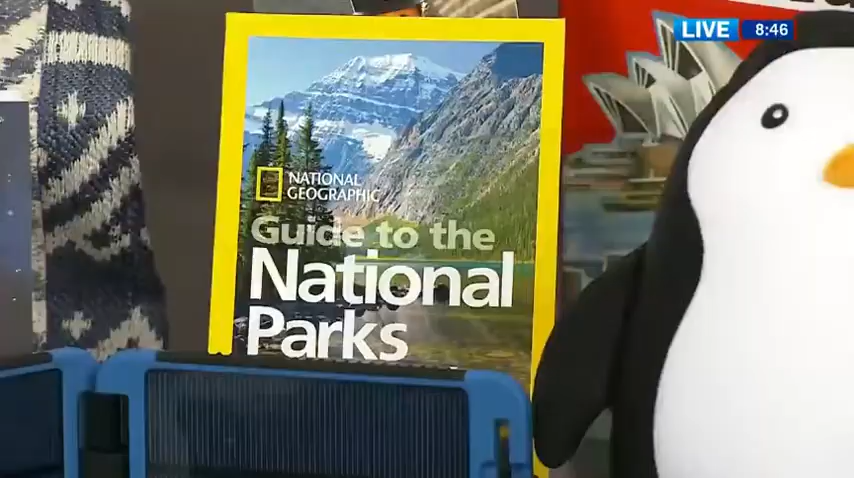 LIVE 8:46
NATIONAL
GEOGRAPHIC
Guide to the
National
Parks